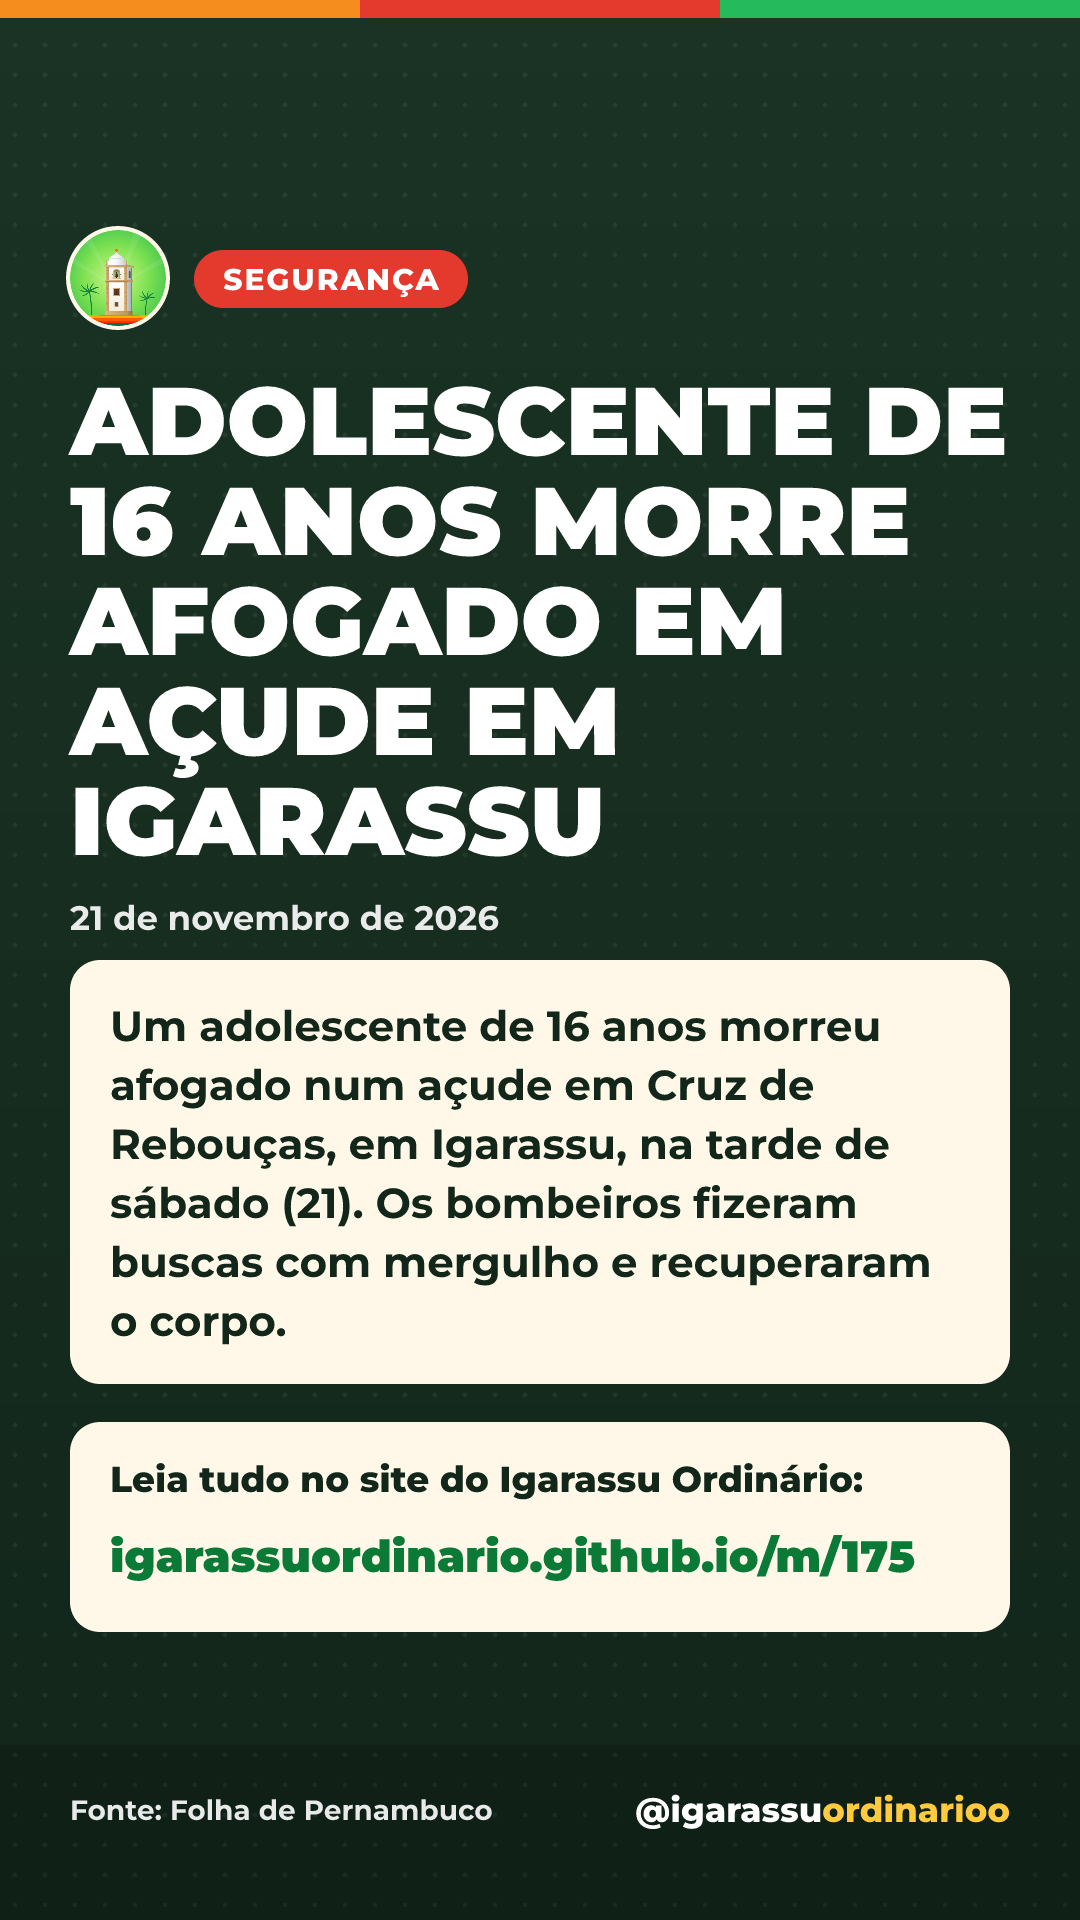 SEGURANÇA
ADOLESCENTE DE
16 ANOS MORRE
AFOGADO EM
AÇUDE EM
IGARASSU
21 de novembro de 2026
Um adolescente de 16 anos morreu
afogado num açude em Cruz de
Rebouças, em Igarassu, na tarde de
sábado (21). Os bombeiros fizeram
buscas com mergulho e recuperaram
o corpo.
Leia tudo no site do Igarassu Ordinário:
igarassuordinario.github.io/m/175
Fonte: Folha de Pernambuco
@igarassuordinarioo